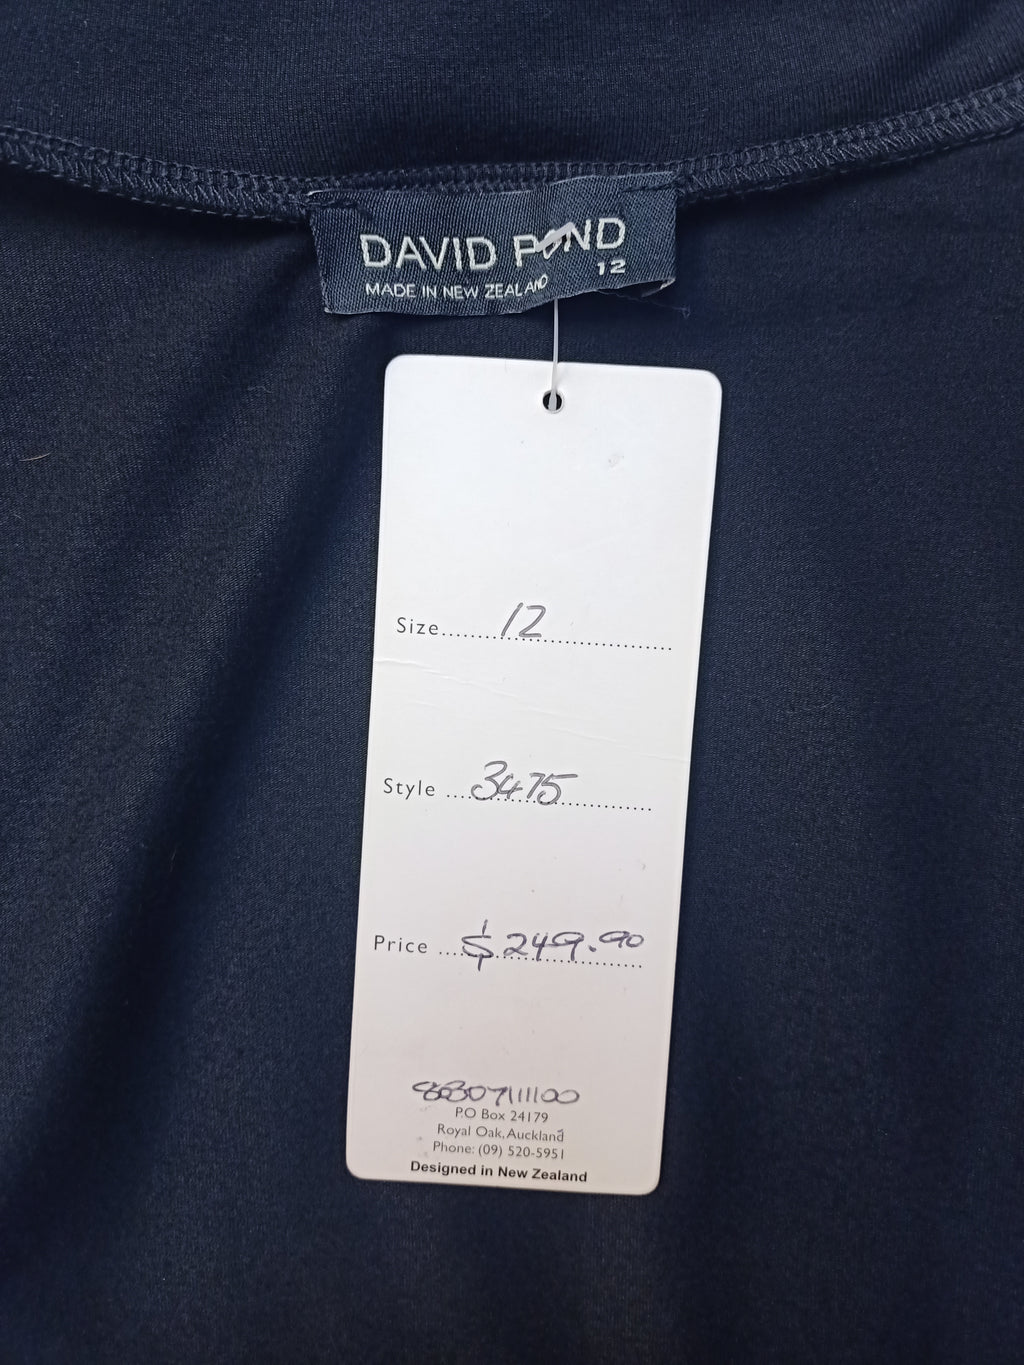 DAVID POND
12
MADE IN NEW ZEALAND
Size.............12.............
Style ....3475.............
Price ....$249.90.............
P.O Box 24179
Royal Oak, Auckland
Phone: (09) 520-5951
Designed in New Zealand